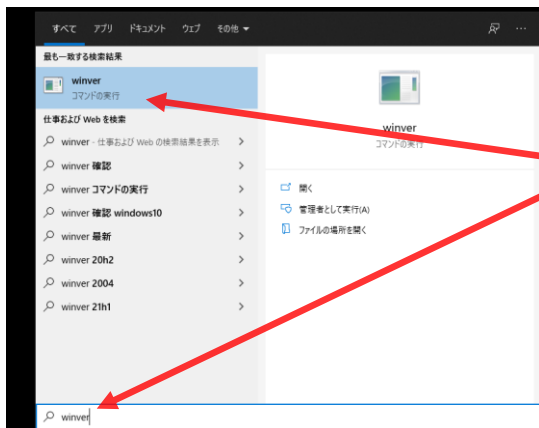 すべて アプリ ドキュメント ウェブ その他
最も一致する検索結果
winver
コマンドの実行
仕事および Web を検索
winver - 仕事および Web の検索結果を表示
winver 確認
winver コマンドの実行
winver 確認 windows10
winver 最新
winver 20h2
winver 2004
winver 21h1
winver
コマンドの実行
開く
管理者として実行(A)
ファイルの場所を開く
winver